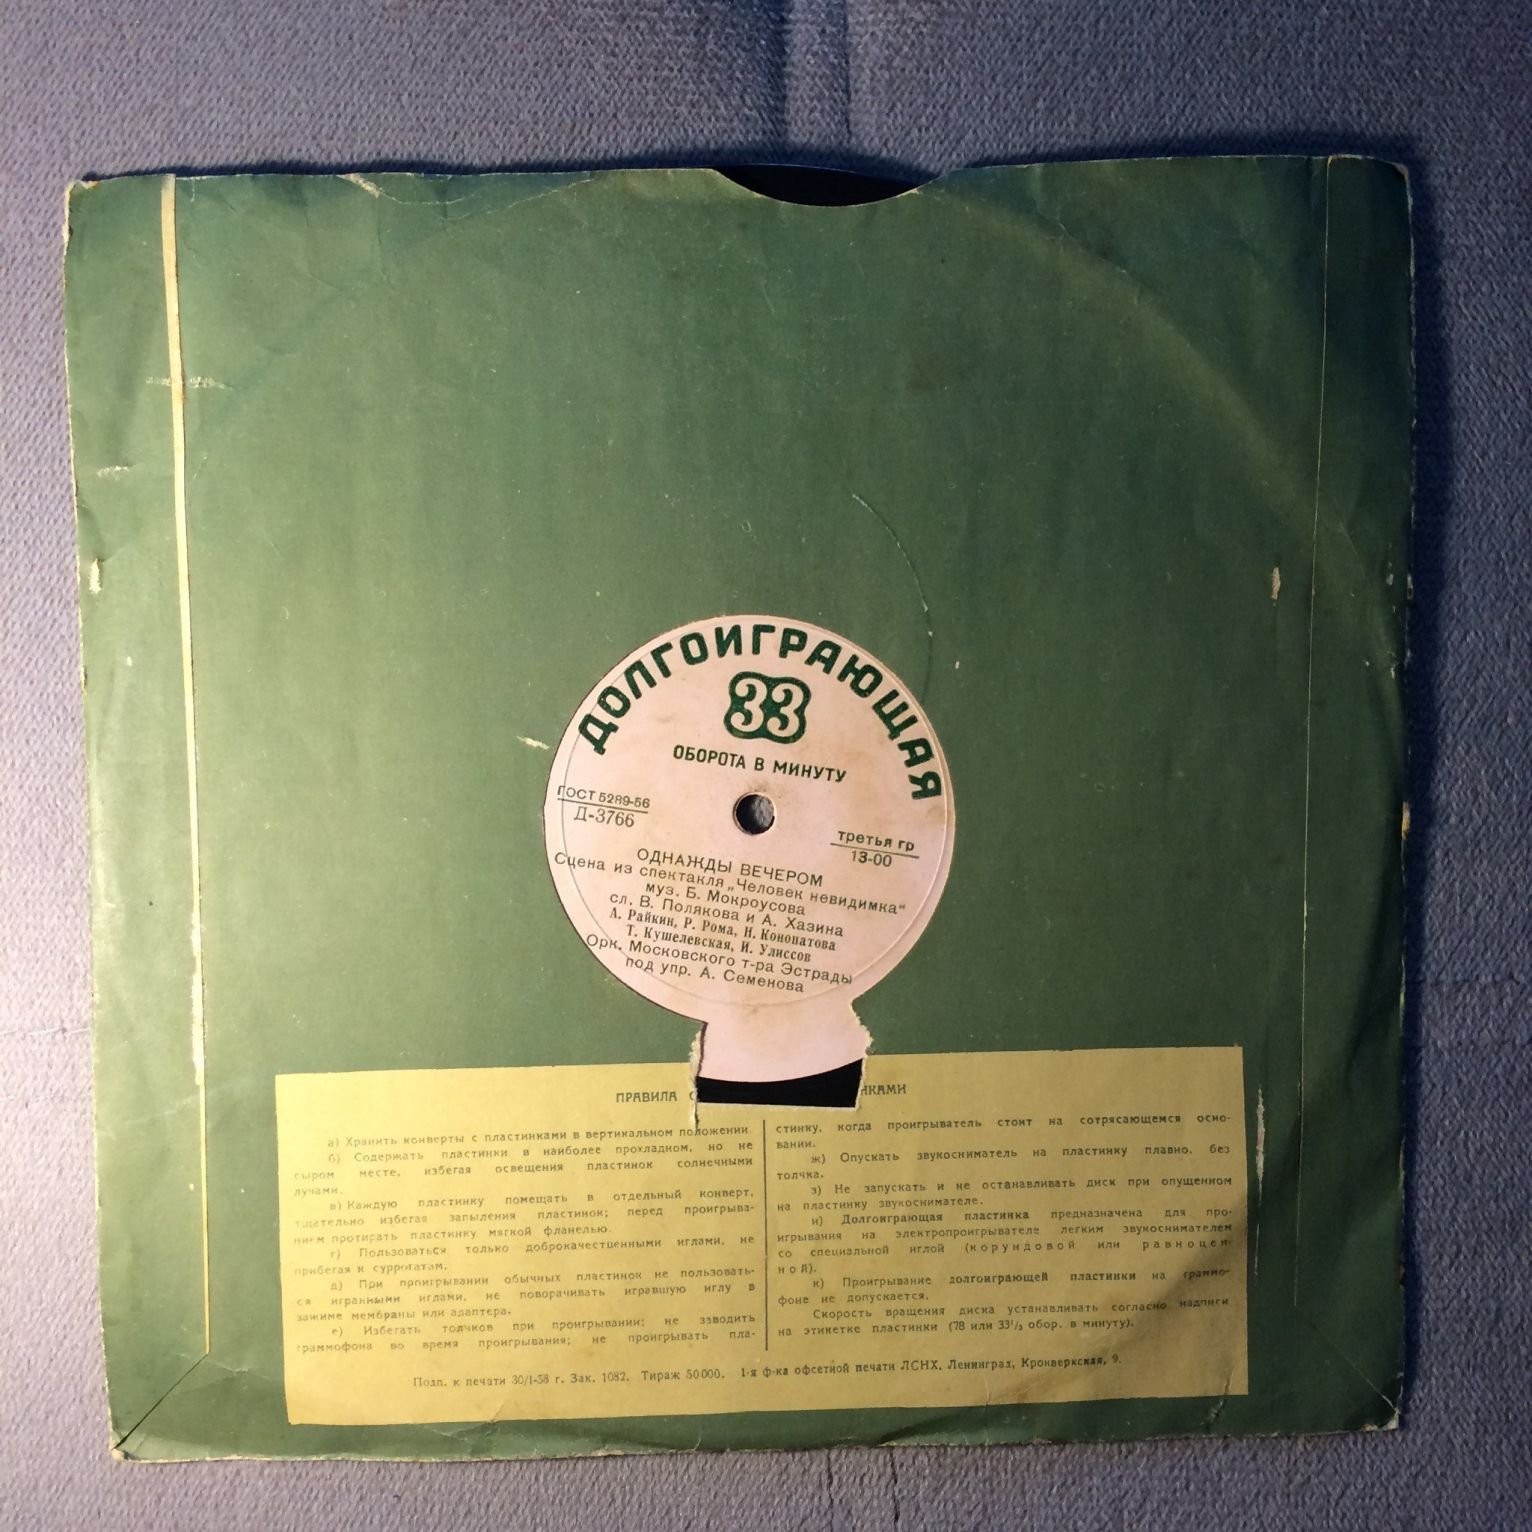 ДОЛГОИГРАЮЩАЯ
33
ОБОРОТА В МИНУТУ
ГОСТ 5289-56
Д-3766
третья гр
13-00
ОДНАЖДЫ ВЕЧЕРОМ
Сцена из спектакля „Человек невидимка"
муз. Б. Мокроусова
сл. В. Полякова и А. Хазина
А. Райкин, Р. Рома, Н. Конопатова
Т. Кушелевская, И. Улиссов
Орк. Московского т-ра Эстрады
под упр. А. Семенова
ПРАВИЛА
НКАМИ
а) Хранить конверты с пластинками в вертикальном положении.
б) Содержать пластинки в наиболее прохладном, но не
сыром месте, избегая освещения пластинок солнечными
лучами.
в) Каждую пластинку помещать в отдельный конверт,
тщательно избегая запыления пластинок; перед проигрыва-
нием протирать пластинку мягкой фланелью.
г) Пользоваться только доброкачественными иглами, не
прибегая к суррогатам.
д) При проигрывании обычных пластинок не пользовать-
ся игранными иглами, не поворачивать игравшую иглу в
зажиме мембраны или адаптера.
е) Избегать толчков при проигрывании; не заводить
граммофона во время проигрывания; не проигрывать пла-
стинку, когда проигрыватель стоит на сотрясающемся осно-
вании.
ж) Опускать звукосниматель на пластинку плавно, без
толчка.
з) Не запускать и не останавливать диск при опущенном
на пластинку звукоснимателе.
и) Долгоиграющая пластинка предназначена для про-
игрывания на электропроигрывателе легким звукоснимателем
со специальной иглой (корундовой или равноцен-
ной).
к) Проигрывание долгоиграющей пластинки на граммо-
фоне не допускается.
Скорость вращения диска устанавливать согласно надписи
на этикетке пластинки (78 или 33¹/₃ обор. в минуту).
Подп. к печати 30/I-58 г. Зак. 1082. Тираж 50000. 1-я ф-ка офсетной печати ЛСНХ, Ленинград, Кронверкская, 9.